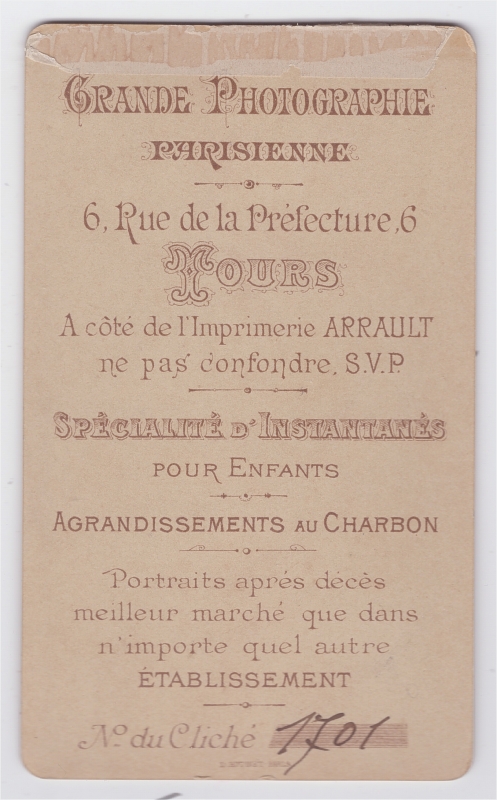 GRANDE PHOTOGRAPHIE
PARISIENNE
6, Rue de la Préfecture, 6
TOURS
A côté de l'Imprimerie ARRAULT
ne pas confondre, S.V.P.
SPÉCIALITÉ D'INSTANTANÉS
POUR ENFANTS
AGRANDISSEMENTS AU CHARBON
Portraits aprés décès
meilleur marché que dans
n'importe quel autre
ÉTABLISSEMENT
No. du Cliché 1701